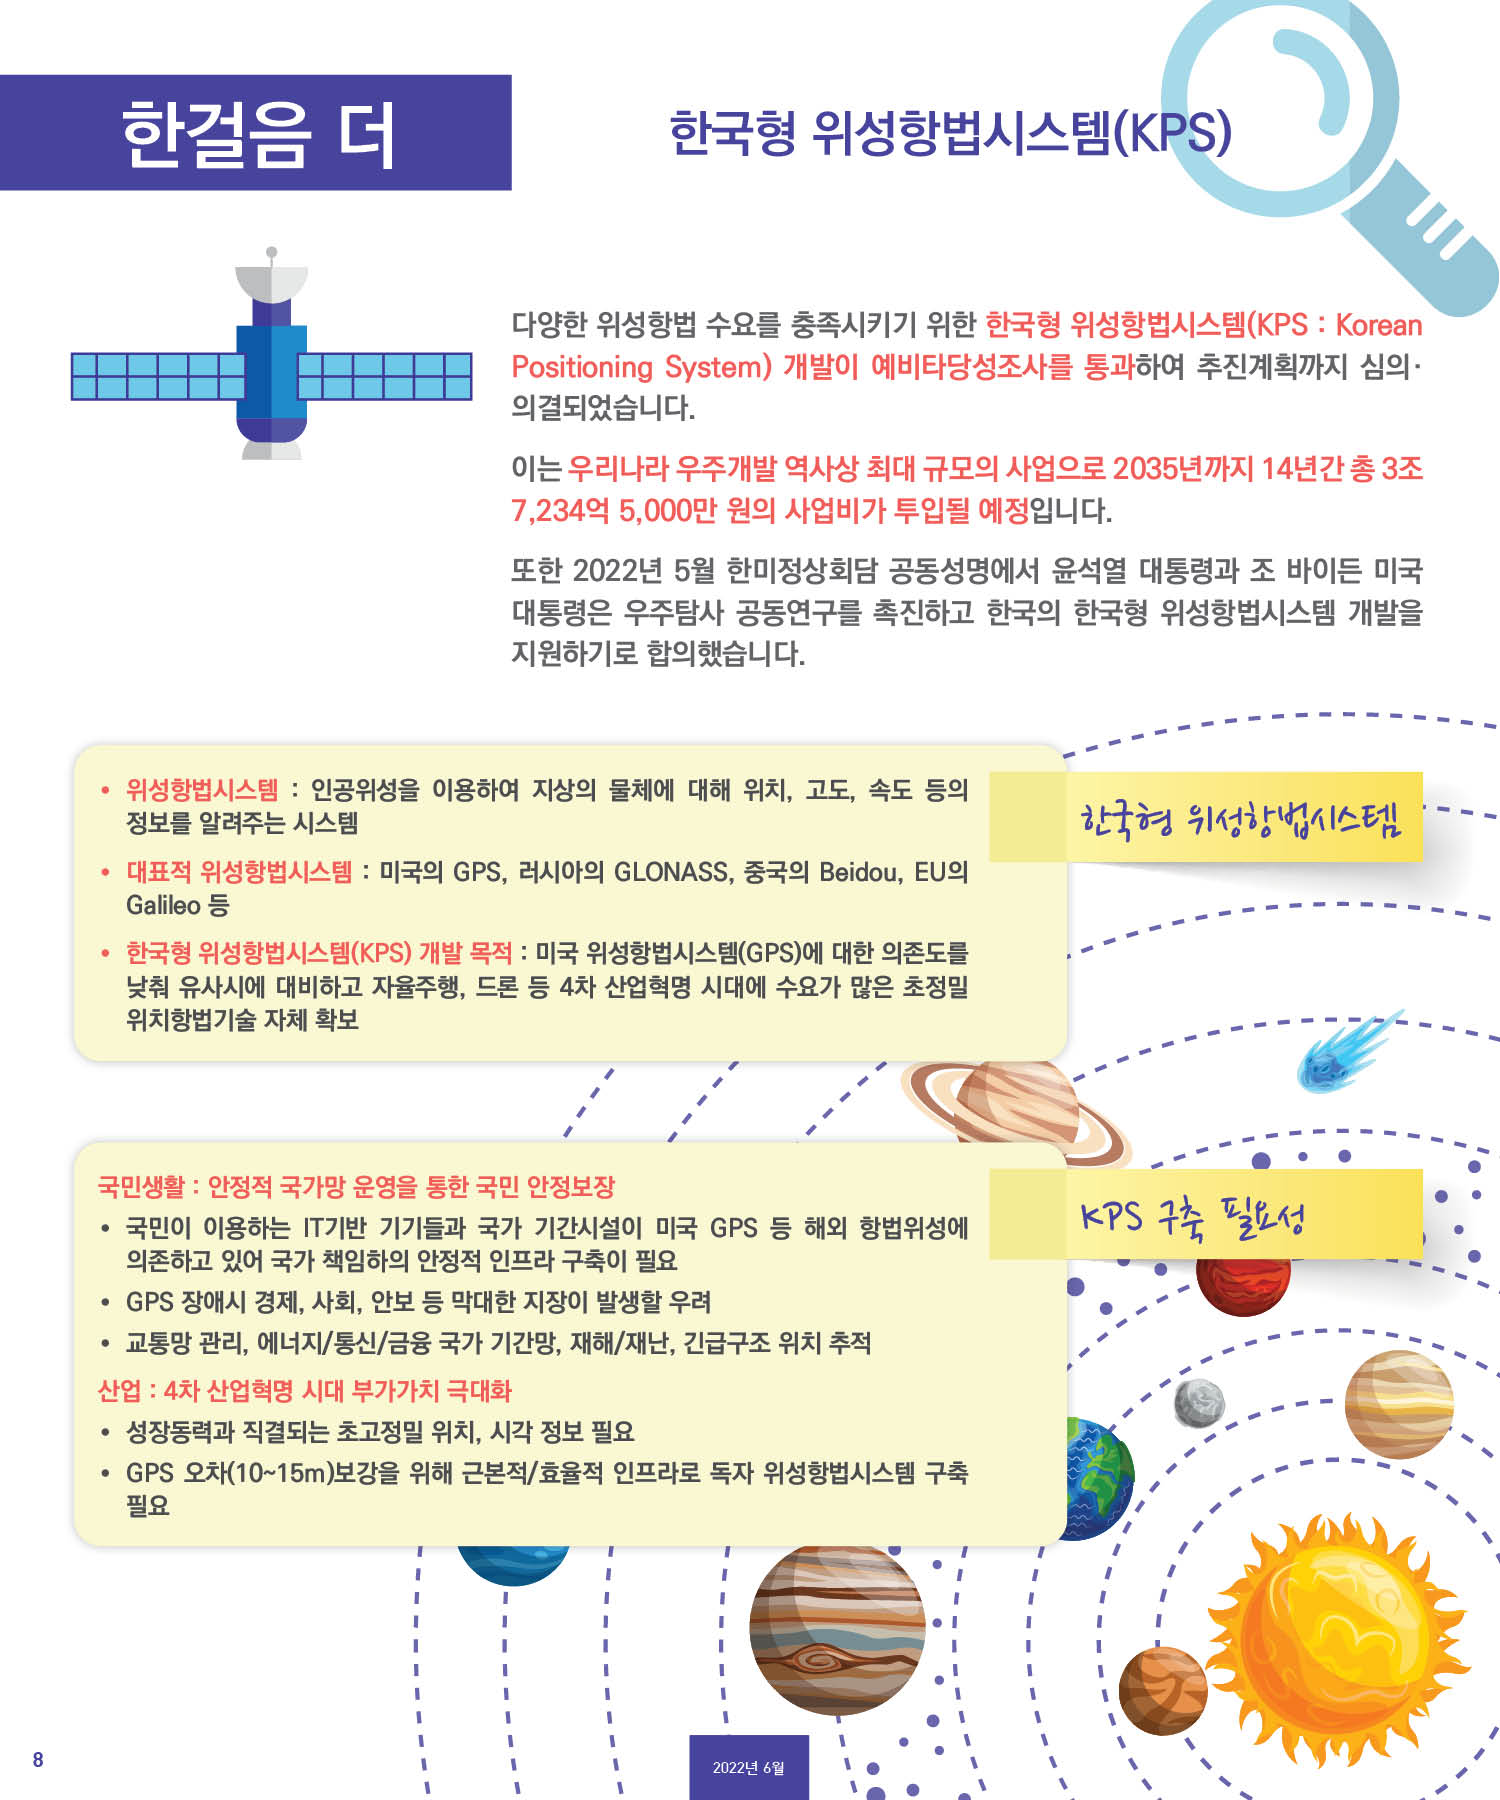 한걸음 더
한국형 위성항법시스템(KPS)
다양한 위성항법 수요를 충족시키기 위한 한국형 위성항법시스템(KPS : Korean
Positioning System) 개발이 예비타당성조사를 통과하여 추진계획까지 심의·
의결되었습니다.
이는 우리나라 우주개발 역사상 최대 규모의 사업으로 2035년까지 14년간 총 3조
7,234억 5,000만 원의 사업비가 투입될 예정입니다.
또한 2022년 5월 한미정상회담 공동성명에서 윤석열 대통령과 조 바이든 미국
대통령은 우주탐사 공동연구를 촉진하고 한국의 한국형 위성항법시스템 개발을
지원하기로 합의했습니다.
한국형 위성항법시스템
• 위성항법시스템 : 인공위성을 이용하여 지상의 물체에 대해 위치, 고도, 속도 등의
정보를 알려주는 시스템
• 대표적 위성항법시스템 : 미국의 GPS, 러시아의 GLONASS, 중국의 Beidou, EU의
Galileo 등
• 한국형 위성항법시스템(KPS) 개발 목적 : 미국 위성항법시스템(GPS)에 대한 의존도를
낮춰 유사시에 대비하고 자율주행, 드론 등 4차 산업혁명 시대에 수요가 많은 초정밀
위치항법기술 자체 확보
KPS 구축 필요성
국민생활 : 안정적 국가망 운영을 통한 국민 안정보장
• 국민이 이용하는 IT기반 기기들과 국가 기간시설이 미국 GPS 등 해외 항법위성에
의존하고 있어 국가 책임하의 안정적 인프라 구축이 필요
• GPS 장애시 경제, 사회, 안보 등 막대한 지장이 발생할 우려
• 교통망 관리, 에너지/통신/금융 국가 기간망, 재해/재난, 긴급구조 위치 추적
산업 : 4차 산업혁명 시대 부가가치 극대화
• 성장동력과 직결되는 초고정밀 위치, 시각 정보 필요
• GPS 오차(10~15m)보강을 위해 근본적/효율적 인프라로 독자 위성항법시스템 구축
필요
8
2022년 6월